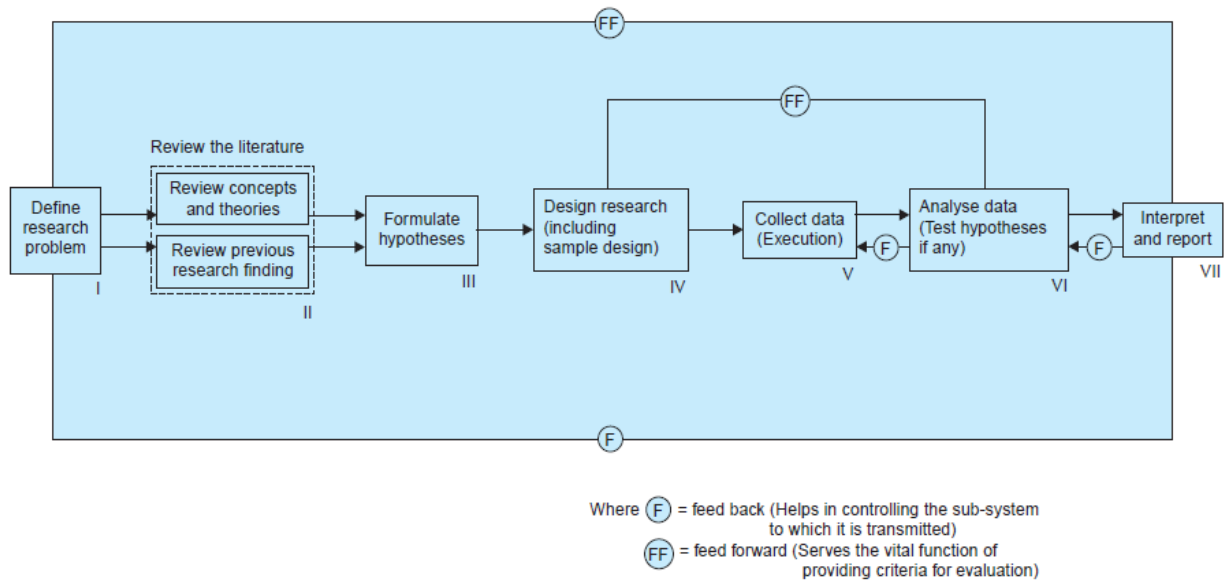 FF
FF
Review the literature
Define
research
problem
I
Review concepts
and theories
Review previous
research finding
II
Formulate
hypotheses
III
Design research
(including
sample design)
IV
Collect data
(Execution)
F
V
Analyse data
(Test hypotheses
if any)
F
VI
Interpret
and report
VII
F
Where F = feed back (Helps in controlling the sub-system
to which it is transmitted)
FF = feed forward (Serves the vital function of
providing criteria for evaluation)